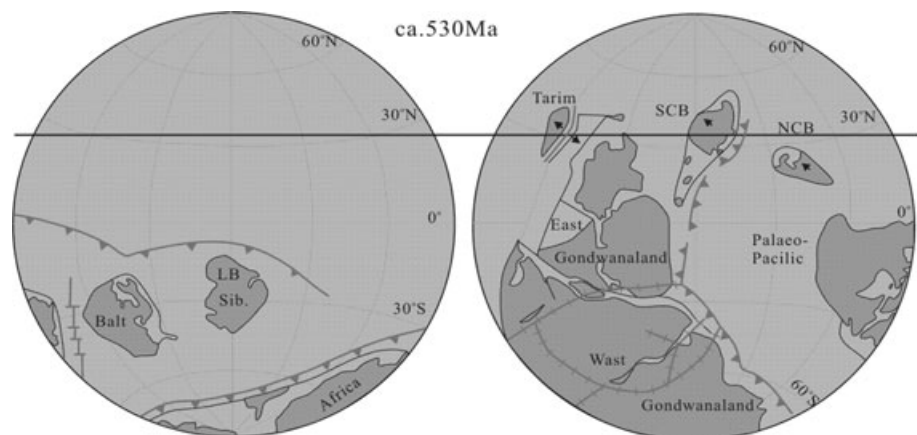 ca.530Ma
60°N
30°N
0°
LB
Sib.
Balt
30°S
Africa
60°N
Tarim
SCB
30°N
NCB
0°
East
Gondwanaland
Palaeo-
Pacilic
Wast
Gondwanaland
60°S